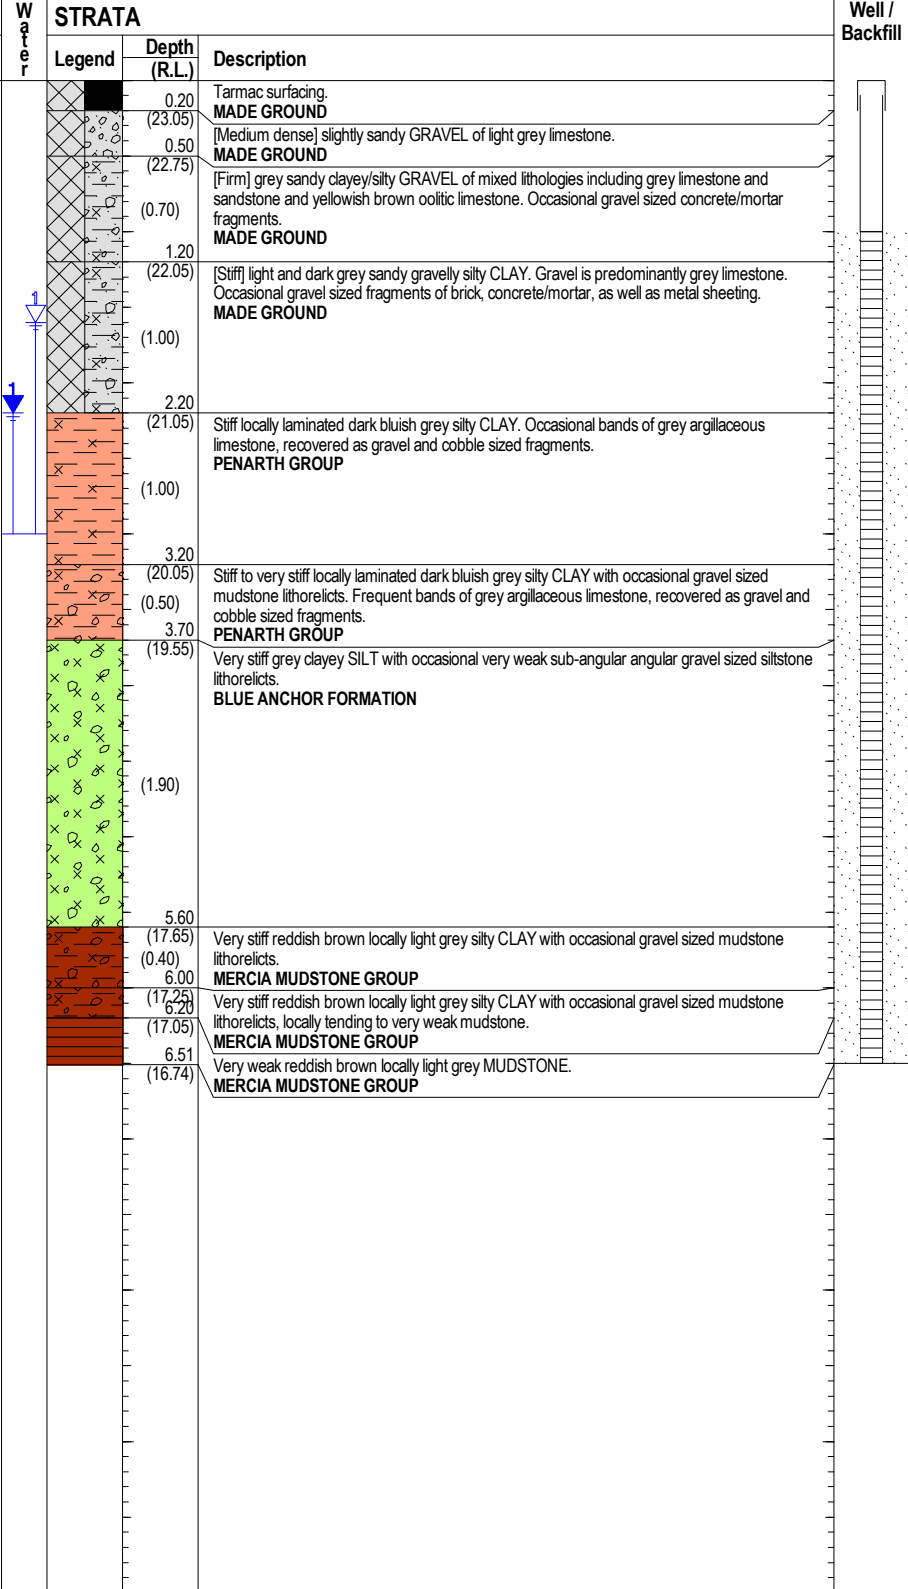 Water
STRATA
Well /
Backfill
Legend
Depth
(R.L.)
Description
0.20
(23.05)
Tarmac surfacing.
MADE GROUND
0.50
(22.75)
[Medium dense] slightly sandy GRAVEL of light grey limestone.
MADE GROUND
(0.70)
1.20
(22.05)
[Firm] grey sandy clayey/silty GRAVEL of mixed lithologies including grey limestone and
sandstone and yellowish brown oolitic limestone. Occasional gravel sized concrete/mortar
fragments.
MADE GROUND
[Stiff] light and dark grey sandy gravelly silty CLAY. Gravel is predominantly grey limestone.
Occasional gravel sized fragments of brick, concrete/mortar, as well as metal sheeting.
MADE GROUND
1
(1.00)
1
2.20
(21.05)
Stiff locally laminated dark bluish grey silty CLAY. Occasional bands of grey argillaceous
limestone, recovered as gravel and cobble sized fragments.
PENARTH GROUP
(1.00)
3.20
(20.05)
Stiff to very stiff locally laminated dark bluish grey silty CLAY with occasional gravel sized
mudstone lithorelicts. Frequent bands of grey argillaceous limestone, recovered as gravel and
cobble sized fragments.
PENARTH GROUP
(0.50)
3.70
(19.55)
Very stiff grey clayey SILT with occasional very weak sub-angular angular gravel sized siltstone
lithorelicts.
BLUE ANCHOR FORMATION
(1.90)
5.60
(17.65)
Very stiff reddish brown locally light grey silty CLAY with occasional gravel sized mudstone
lithorelicts.
MERCIA MUDSTONE GROUP
(0.40)
6.00
(17.25)
6.20
(17.05)
Very stiff reddish brown locally light grey silty CLAY with occasional gravel sized mudstone
lithorelicts, locally tending to very weak mudstone.
MERCIA MUDSTONE GROUP
6.51
(16.74)
Very weak reddish brown locally light grey MUDSTONE.
MERCIA MUDSTONE GROUP